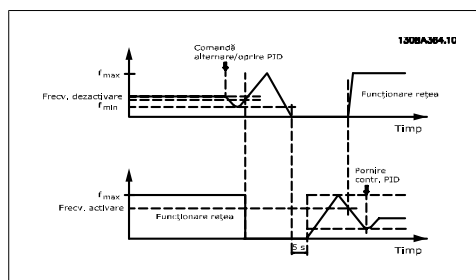 130BA364.10
Comandă
alternare/oprire PID
fmax
Frecv. dezactivare
fmin
Funcționare rețea
Timp
Pornire
contr. PID
fmax
Frecv. activare
Funcționare rețea
5 s
Timp